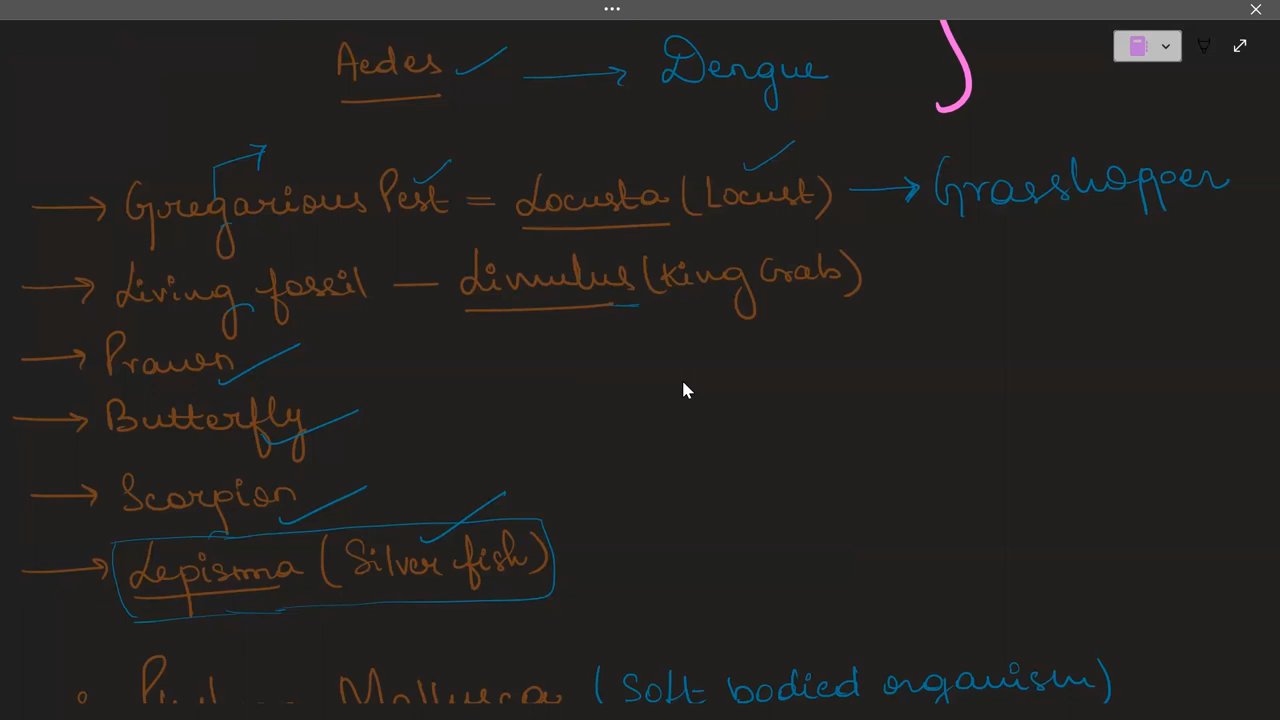 Aedes ✓ → Dengue
→ Gregarious Pest = Locusta (Locust) → Grasshopper
→ Living fossil — Limulus (King Crab)
→ Prawn
→ Butterfly
→ Scorpion
→ Lepisma (Silver fish)
(Soft bodied organism)